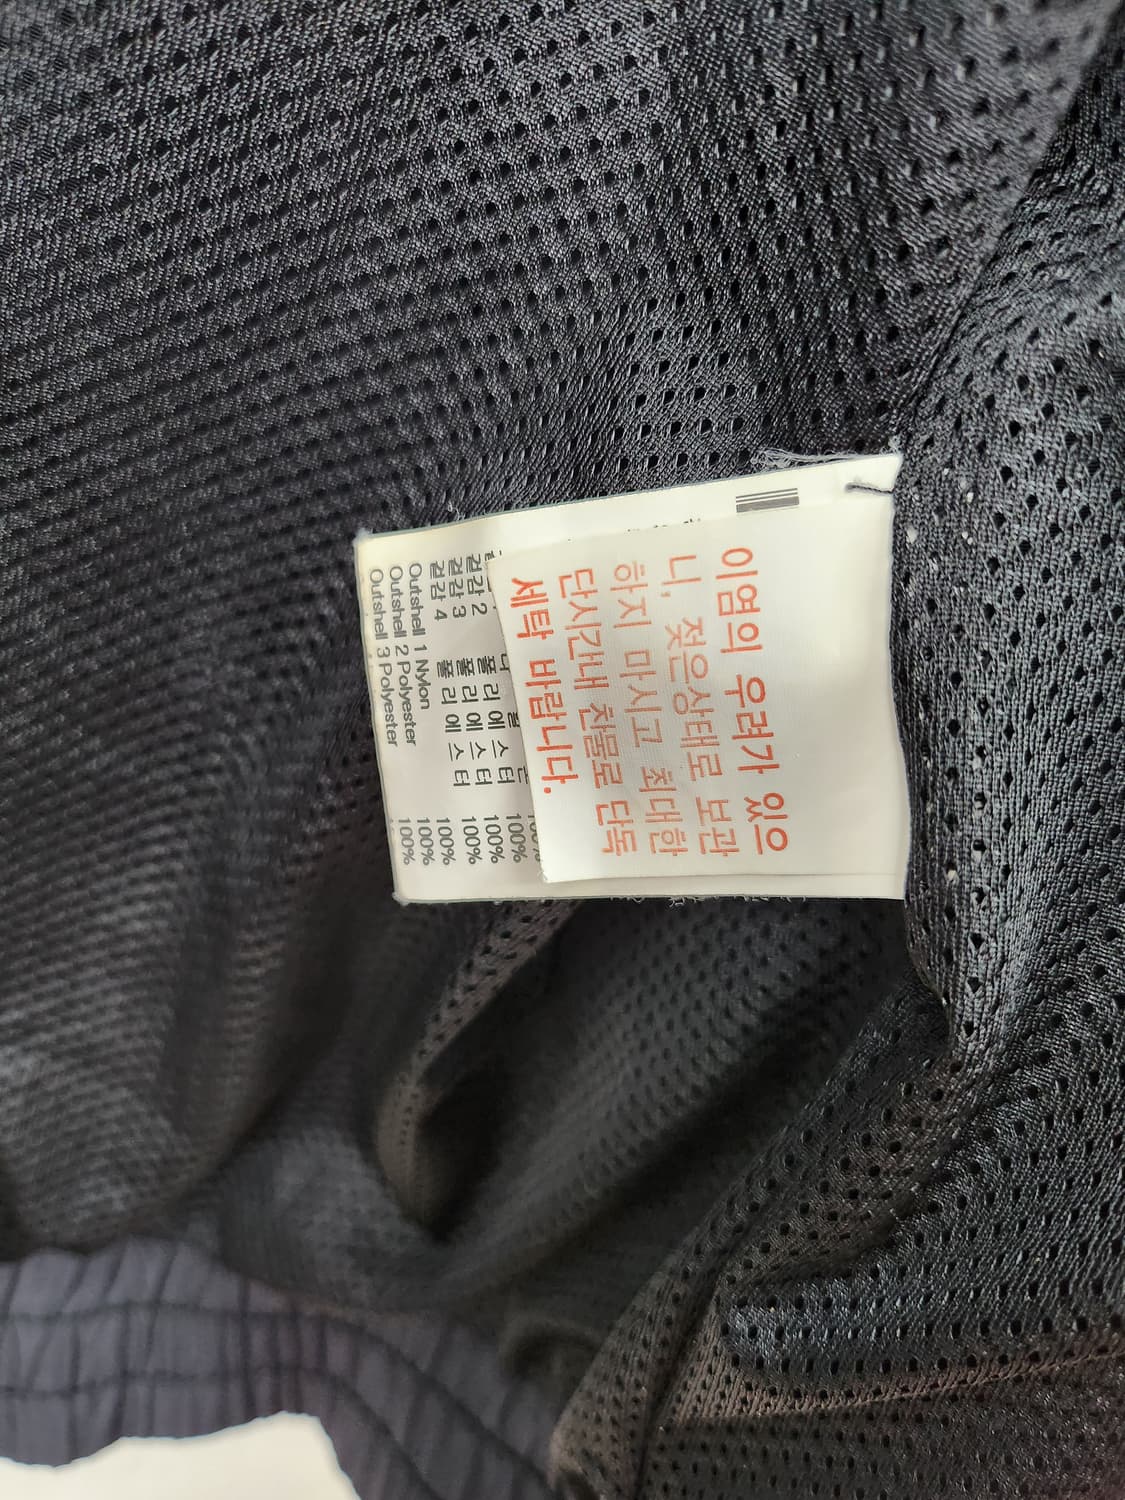 이염의 우려가 있으
니, 젖은상태로 보관
하지 마시고 최대한
단시간내 찬물로 단독
세탁 바랍니다.
겉감 2 폴리에스터 100%
겉감 3 폴리에스터 100%
겉감 4 폴리에스터 100%
Outshell 1 Nylon 100%
Outshell 2 Polyester 100%
Outshell 3 Polyester 100%